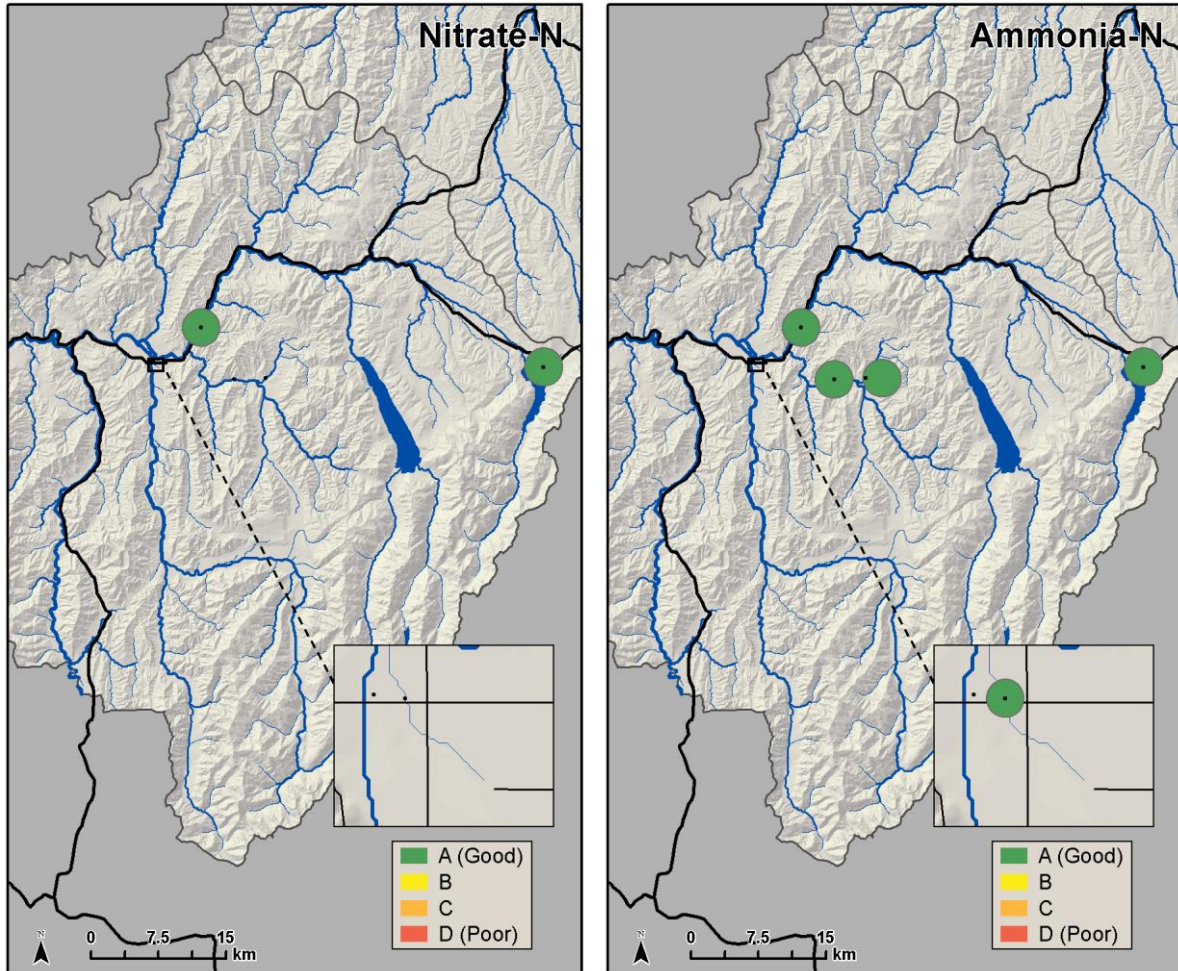 Nitrate-N
A (Good)
B
C
D (Poor)
N
0 7.5 15
km
Ammonia-N
A (Good)
B
C
D (Poor)
N
0 7.5 15
km